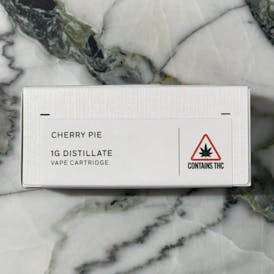 CHERRY PIE
1G DISTILLATE
VAPE CARTRIDGE.
CONTAINS THC